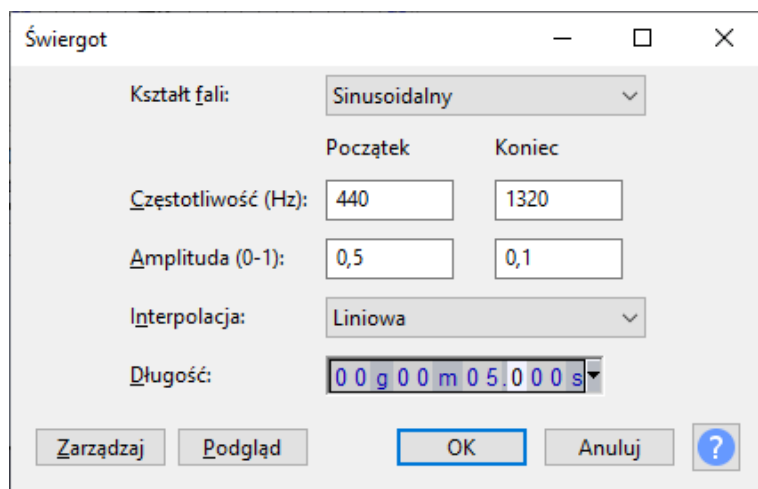 Świergot
Kształt fali: Sinusoidalny
Początek Koniec
Częstotliwość (Hz): 440 1320
Amplituda (0-1): 0,5 0,1
Interpolacja: Liniowa
Długość: 00g00m05.000s
Zarządzaj Podgląd OK Anuluj ?